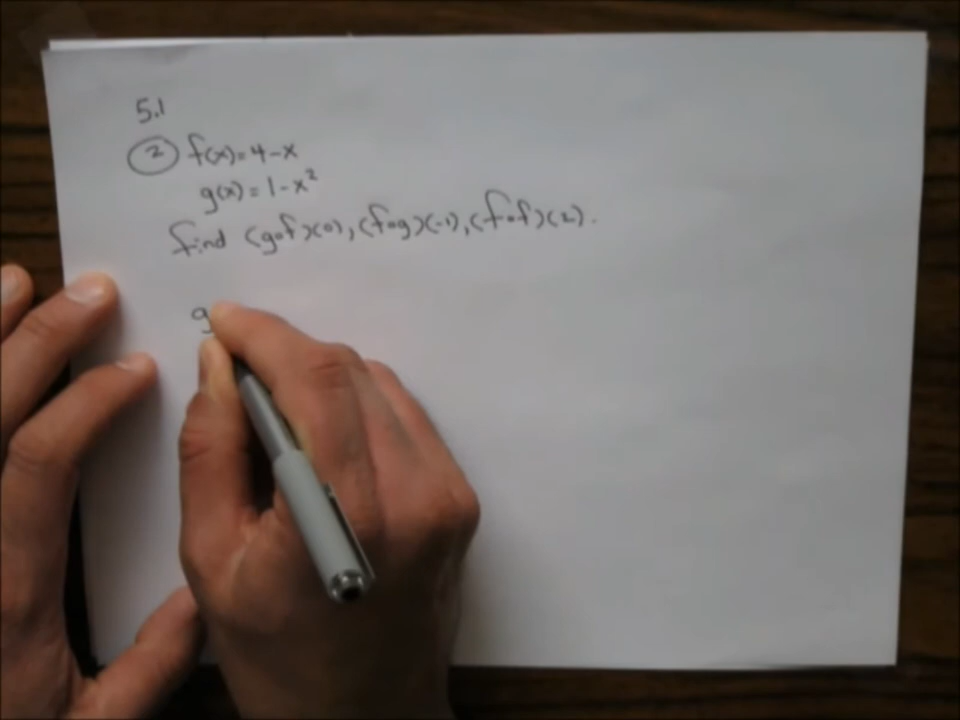 5.1
② f(x)=4-x
g(x)=1-x²
find (g∘f)(0), (f∘g)(-1), (f∘f)(2).
g